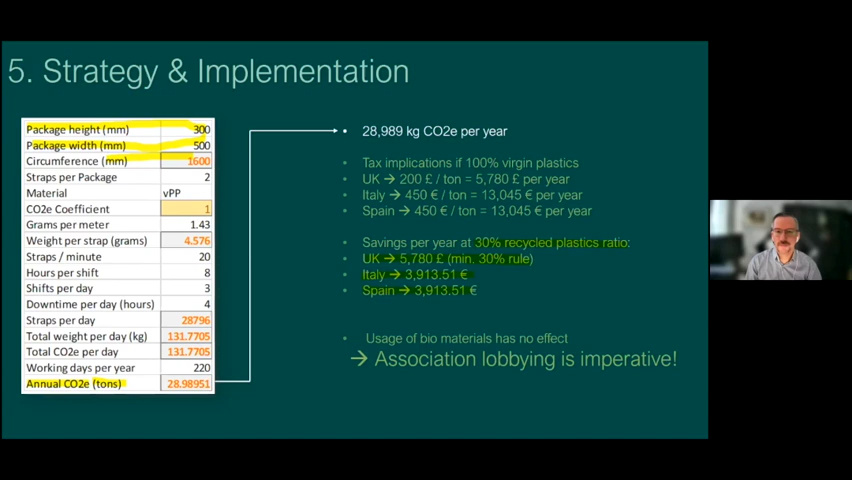 5. Strategy & Implementation
Package height (mm) 300
Package width (mm) 500
Circumference (mm) 1600
Straps per Package 2
Material vPP
CO2e Coefficient 1
Grams per meter 1.43
Weight per strap (grams) 4.576
Straps / minute 20
Hours per shift 8
Shifts per day 3
Downtime per day (hours) 4
Straps per day 28796
Total weight per day (kg) 131.7705
Total CO2e per day 131.7705
Working days per year 220
Annual CO2e (tons) 28.98951
• 28,989 kg CO2e per year
• Tax implications if 100% virgin plastics
• UK → 200 £ / ton = 5,780 £ per year
• Italy → 450 € / ton = 13,045 € per year
• Spain → 450 € / ton = 13,045 € per year
• Savings per year at 30% recycled plastics ratio:
• UK → 5,780 £ (min. 30% rule)
• Italy → 3,913.51 €
• Spain → 3,913.51 €
• Usage of bio materials has no effect
→ Association lobbying is imperative!